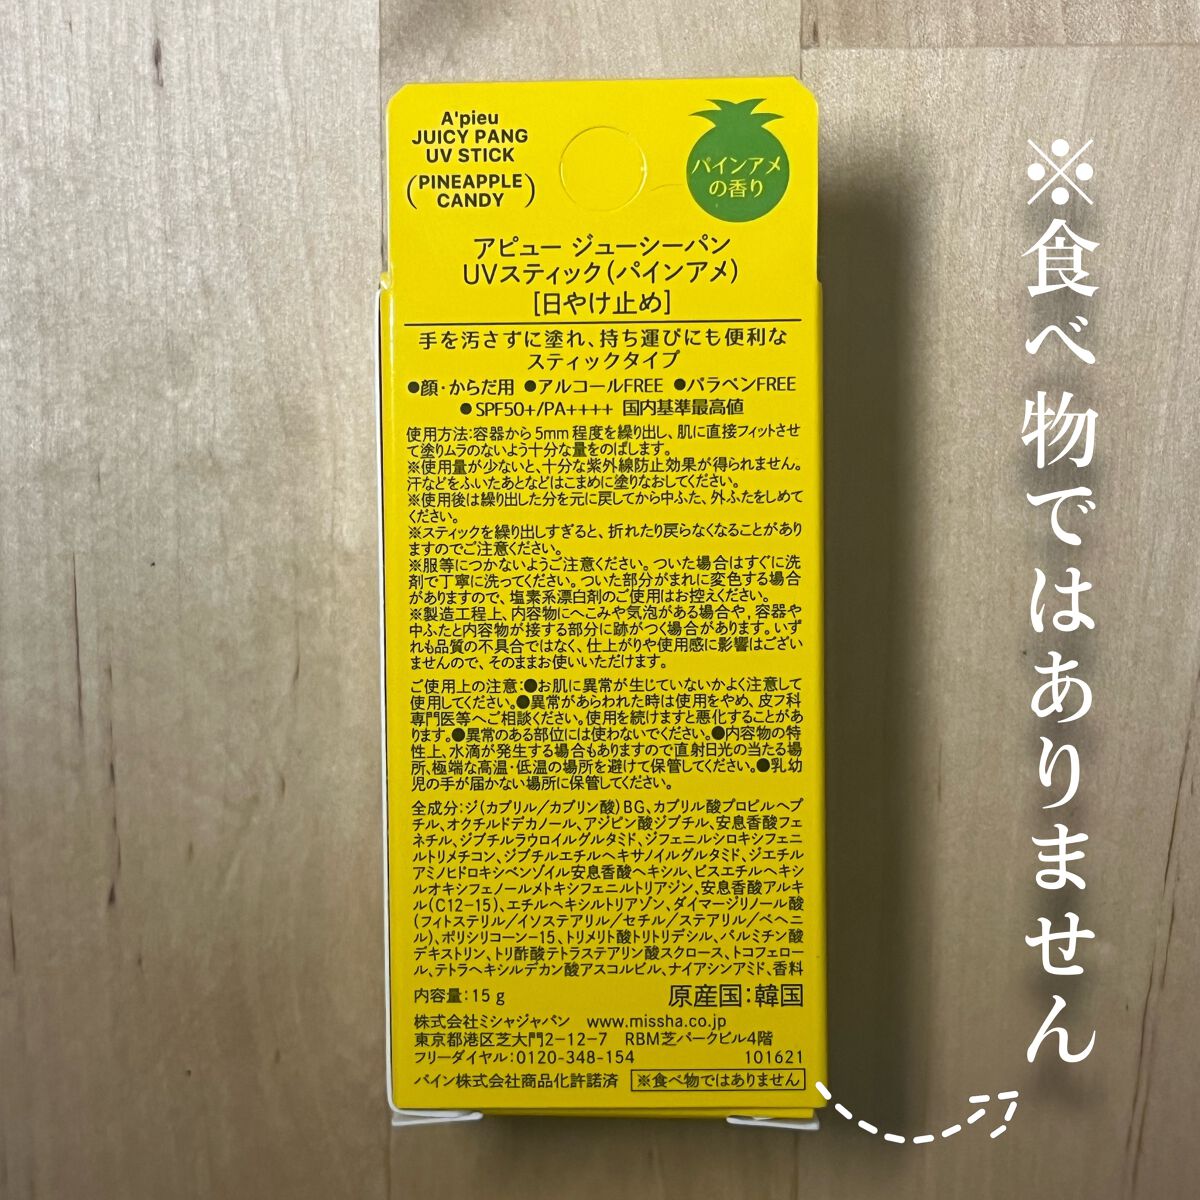 A'pieu
JUICY PANG
UV STICK
(PINEAPPLE
CANDY)
パインアメ
の香り
アピュー ジューシーパン
UVスティック(パインアメ)
[日やけ止め]
手を汚さずに塗れ、持ち運びにも便利な
スティックタイプ
●顔・からだ用 ●アルコールFREE ●パラベンFREE
●SPF50+/PA++++ 国内基準最高値
使用方法:容器から5mm程度を繰り出し、肌に直接フィットさせ
て塗りムラのないよう十分な量をのばします。
※使用量が少ないと、十分な紫外線防止効果が得られません。
汗などをふいたあとなどはこまめに塗りなおしてください。
※使用後は繰り出した分を元に戻してから中ふた、外ふたをしめて
ください。
※スティックを繰り出しすぎると、折れたり戻らなくなることがあり
ますのでご注意ください。
※服等につかないようご注意ください。ついた場合はすぐに洗
剤で丁寧に洗ってください。ついた部分がまれに変色する場合
がありますので、塩素系漂白剤のご使用はお控えください。
※製造工程上、内容物にへこみや気泡がある場合や，容器や
中ふたと内容物が接する部分に跡がつく場合があります。いず
れも品質の不具合ではなく、仕上がりや使用感に影響はござい
ませんので、そのままお使いいただけます。
ご使用上の注意:●お肌に異常が生じていないかよく注意して
使用してください。●異常があらわれた時は使用をやめ、皮フ科
専門医等へご相談ください。使用を続けますと悪化することがあ
ります。●異常のある部位には使わないでください。●内容物の特
性上、水滴が発生する場合もありますので直射日光の当たる場
所、極端な高温・低温の場所を避けて保管してください。●乳幼
児の手が届かない場所に保管してください。
全成分:ジ(カプリル/カプリン酸)BG、カプリル酸プロピルヘプ
チル、オクチルドデカノール、アジピン酸ジブチル、安息香酸フェ
ネチル、ジブチルラウロイルグルタミド、ジフェニルシロキシフェニ
ルトリメチコン、ジブチルエチルヘキサノイルグルタミド、ジエチル
アミノヒドロキシベンゾイル安息香酸ヘキシル、ビスエチルヘキシ
ルオキシフェノールメトキシフェニルトリアジン、安息香酸アルキ
ル(C12-15)、エチルヘキシルトリアゾン、ダイマージリノール酸
(フィトステリル/イソステアリル/セチル/ステアリル/ベヘニ
ル)、ポリシリコーン-15、トリメリト酸トリトリデシル、パルミチン酸
デキストリン、トリ酢酸テトラステアリン酸スクロース、トコフェロー
ル、テトラヘキシルデカン酸アスコルビル、ナイアシンアミド、香料
内容量:15g 原産国:韓国
株式会社ミシャジャパン www.missha.co.jp
東京都港区芝大門2-12-7 RBM芝パークビル4階
フリーダイヤル:0120-348-154 101621
パイン株式会社商品化許諾済 ※食べ物ではありません
※食べ物ではありません